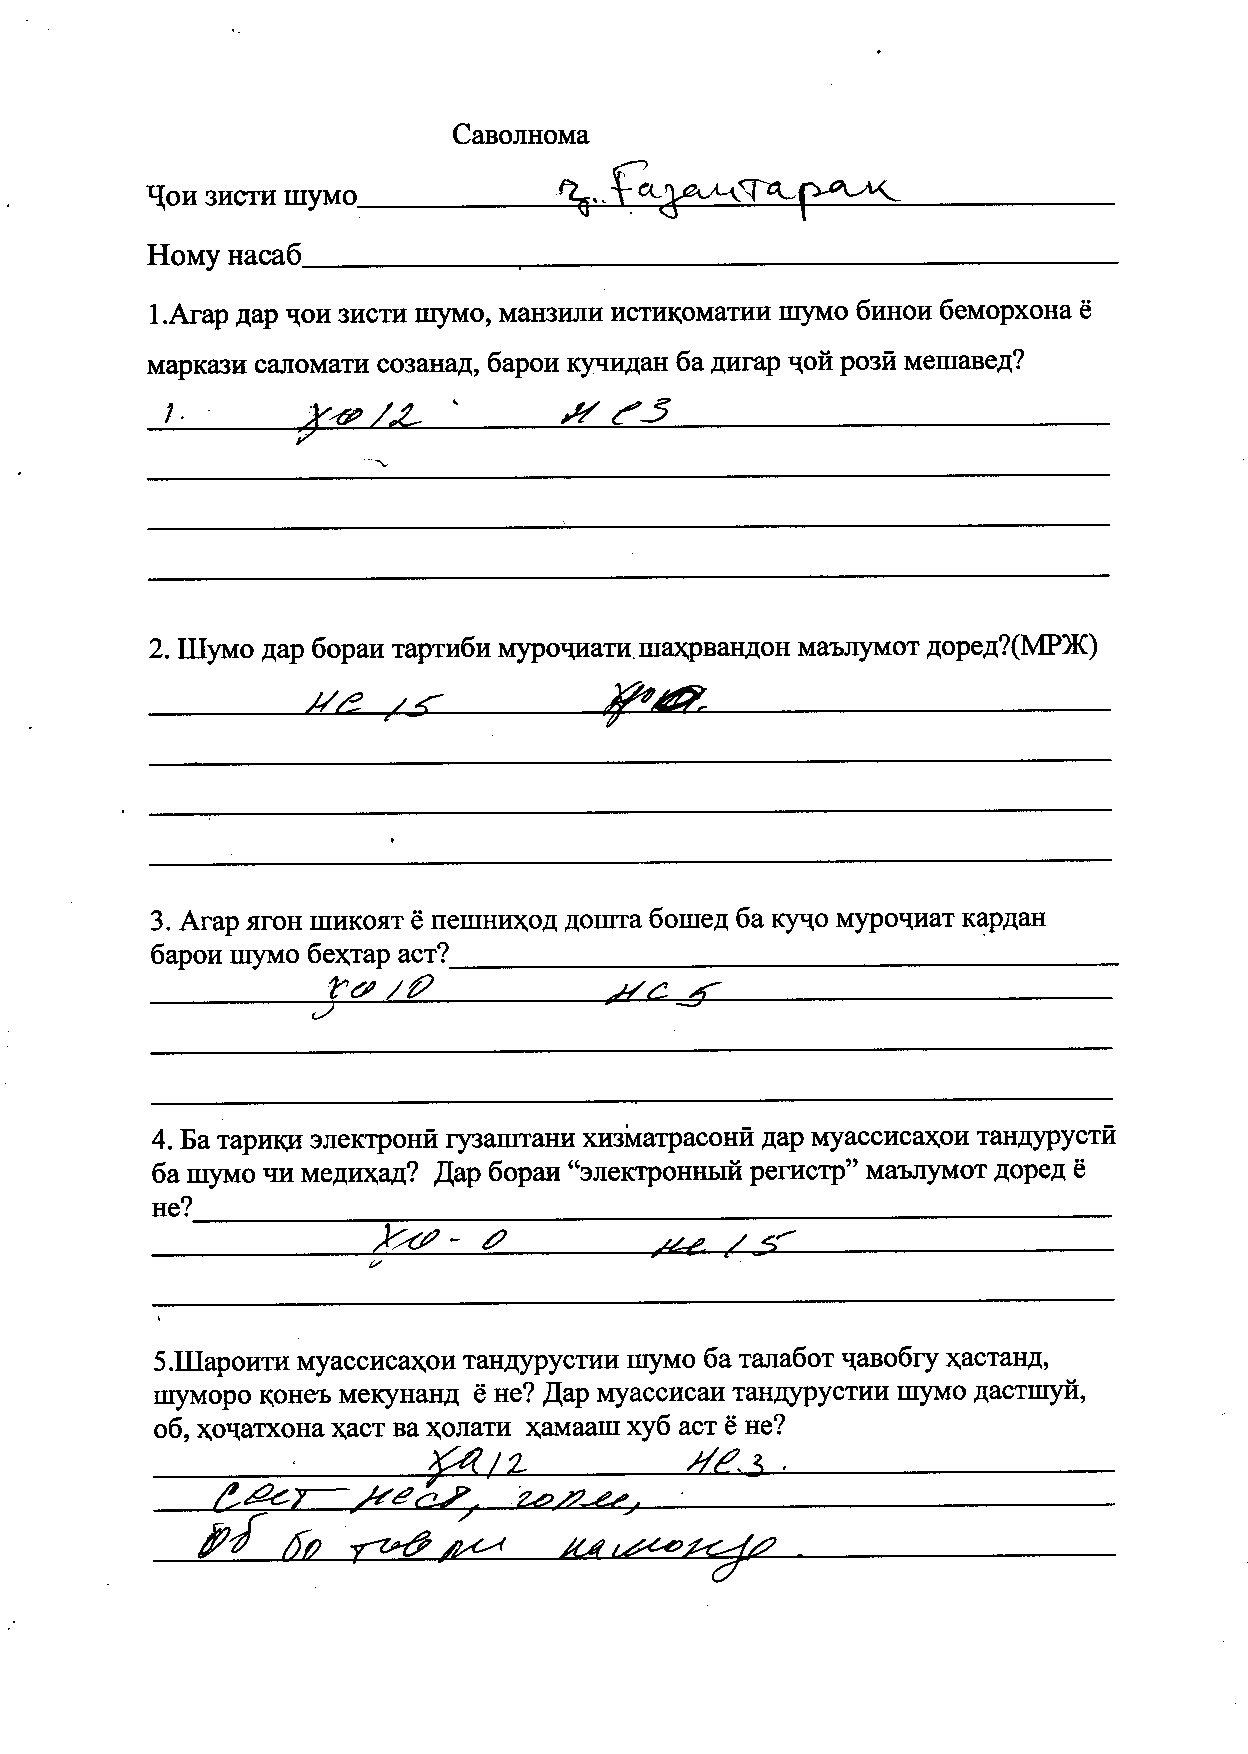 Саволнома
Ҷои зисти шумо ҷ. Ғазантарак
Ному насаб
1.Агар дар ҷои зисти шумо, манзили истиқоматии шумо бинои беморхона ё
маркази саломати созанад, барои кучидан ба дигар ҷой розӣ мешавед?
1. ҳа 12 не 3
2. Шумо дар бораи тартиби муроҷиати шаҳрвандон маълумот доред?(МРЖ)
не 15
3. Агар ягон шикоят ё пешниҳод дошта бошед ба куҷо муроҷиат кардан
барои шумо беҳтар аст?
ҳа 10 не 5
4. Ба тариқи электронӣ гузаштани хизматрасонӣ дар муассисаҳои тандурустӣ
ба шумо чи медиҳад? Дар бораи “электронный регистр” маълумот доред ё
не?
ҳа - 0 не 15
5.Шароити муассисаҳои тандурустии шумо ба талабот ҷавобгу ҳастанд,
шуморо қонеъ мекунанд ё не? Дар муассисаи тандурустии шумо дастшуй,
об, ҳоҷатхона ҳаст ва ҳолати ҳамааш хуб аст ё не?
ҳа 12 не 3.
свет нест,
Об бо